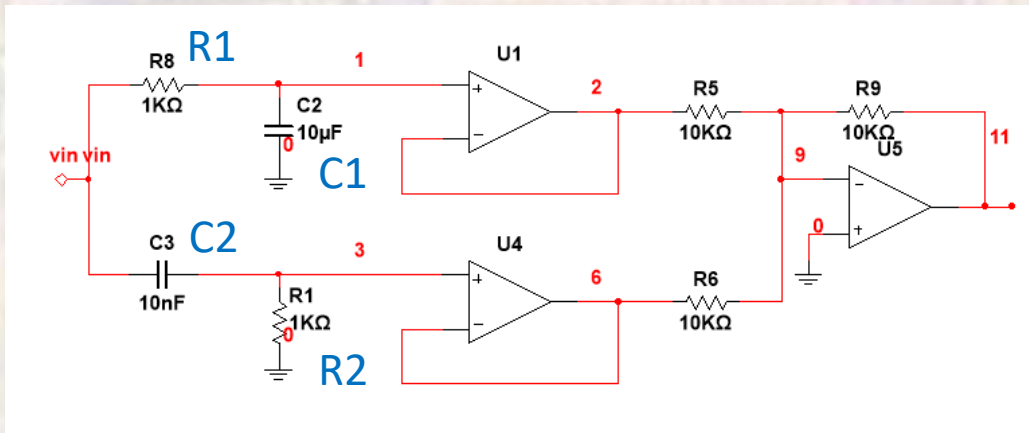 R1
R8
1KΩ
1
U1
C2
10µF
0
C1
2
R5
10KΩ
R9
10KΩ
U5
11
9
0
vin vin
C3
C2
10nF
3
R1
1KΩ
0
R2
U4
6
R6
10KΩ